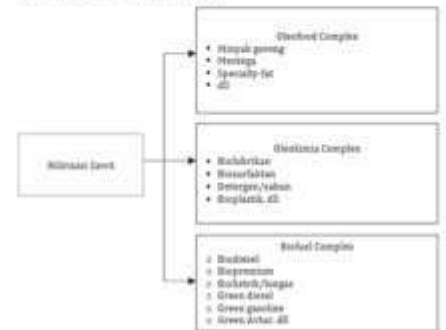 Oleofood Complex
Minyak goreng
Mentega
Specialty fat
dll
Hilirisasi Sawit
Oleokimia Complex
Biolubrikan
Biosurfaktan
Detergen/sabun
Bioplastik, dll
Biofuel Complex
Biodiesel
Biopremium
Biolistrik/biogas
Green diesel
Green gasoline
Green Avtur, dll